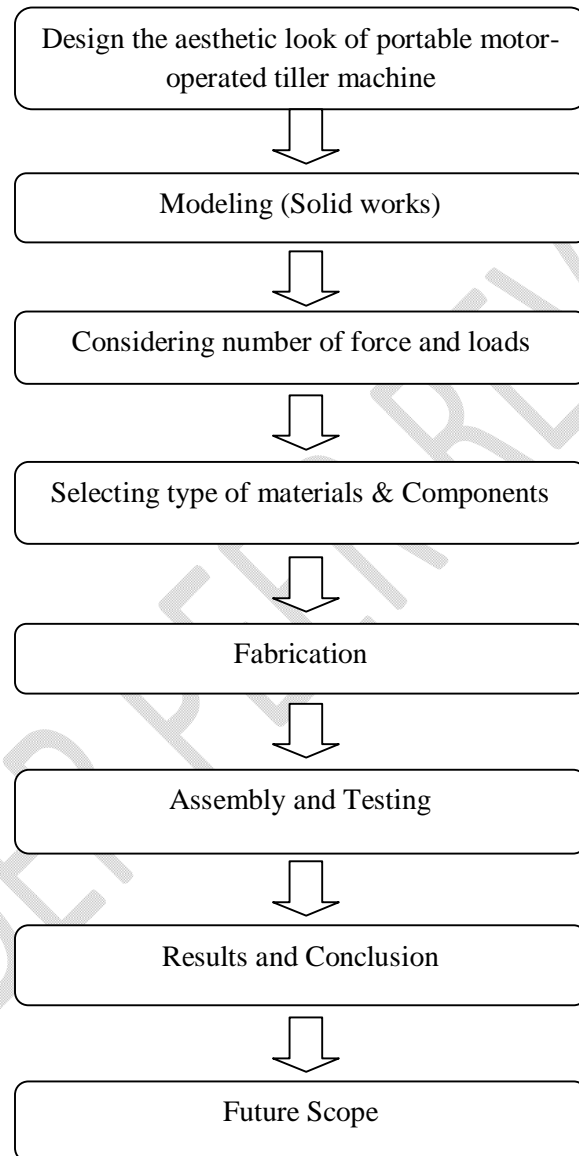 Design the aesthetic look of portable motor-
operated tiller machine
Modeling (Solid works)
Considering number of force and loads
Selecting type of materials & Components
Fabrication
Assembly and Testing
Results and Conclusion
Future Scope